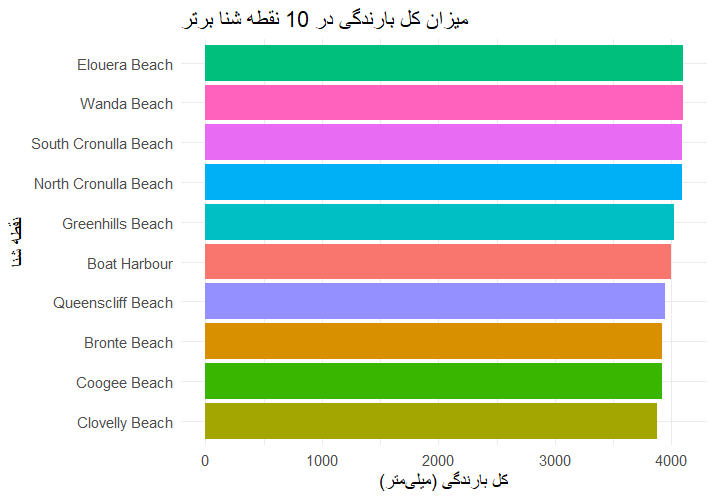 میزان کل بارندگی در 10 نقطه شنا برتر
Elouera Beach
Wanda Beach
South Cronulla Beach
North Cronulla Beach
Greenhills Beach
Boat Harbour
Queenscliff Beach
Bronte Beach
Coogee Beach
Clovelly Beach
نقطه شنا
0 1000 2000 3000 4000
کل بارندگی (میلی‌متر)